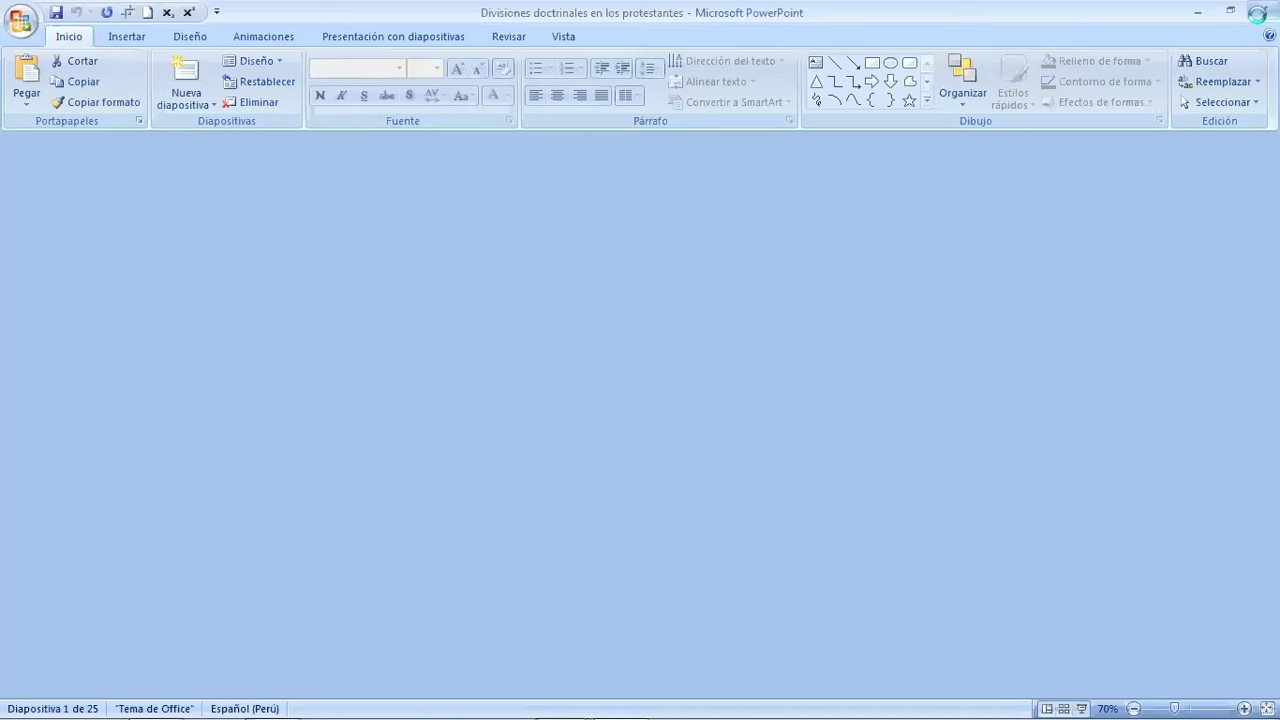 Divisiones doctrinales en los protestantes - Microsoft PowerPoint
Inicio Insertar Diseño Animaciones Presentación con diapositivas Revisar Vista
Pegar
Cortar
Copiar
Copiar formato
Portapapeles
Nueva diapositiva
Diseño
Restablecer
Eliminar
Diapositivas
N K S abc S AV Aa A
Fuente
Dirección del texto
Alinear texto
Convertir a SmartArt
Párrafo
Organizar
Estilos rápidos
Relleno de forma
Contorno de forma
Efectos de formas
Dibujo
Buscar
Reemplazar
Seleccionar
Edición
Diapositiva 1 de 25 "Tema de Office" Español (Perú) 70%